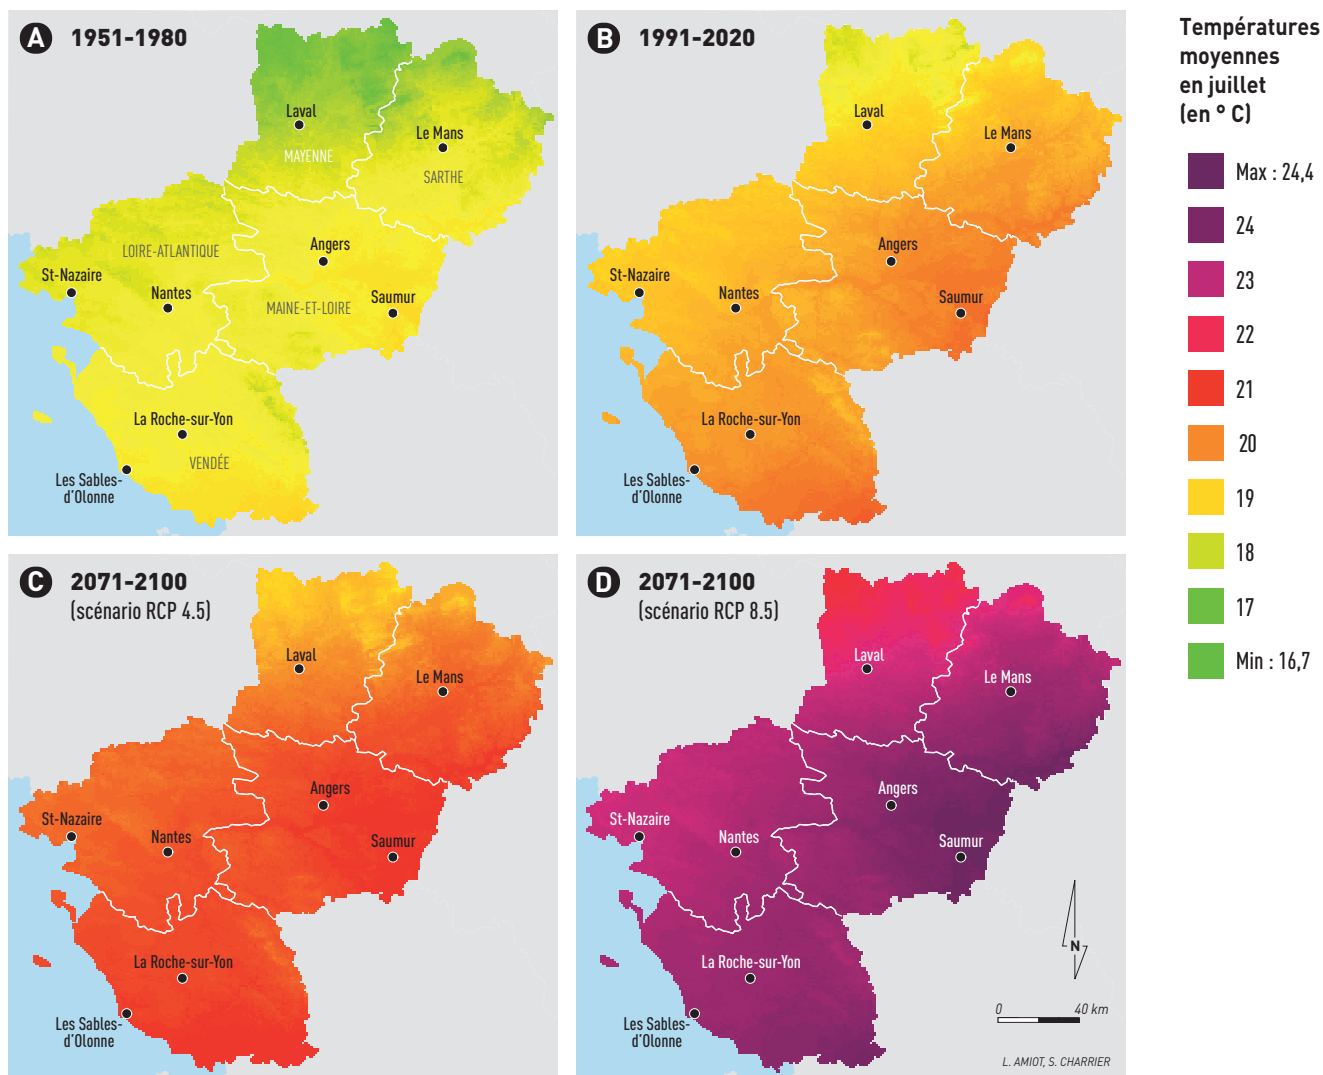 A 1951-1980
Laval
Le Mans
MAYENNE
SARTHE
LOIRE-ATLANTIQUE
Angers
St-Nazaire
Nantes
Saumur
MAINE-ET-LOIRE
La Roche-sur-Yon
VENDÉE
Les Sables-
d'Olonne
B 1991-2020
Laval
Le Mans
Angers
St-Nazaire
Nantes
Saumur
La Roche-sur-Yon
Les Sables-
d'Olonne
Températures
moyennes
en juillet
(en ° C)
Max : 24,4
24
23
22
21
20
19
18
17
Min : 16,7
C 2071-2100
(scénario RCP 4.5)
Laval
Le Mans
Angers
St-Nazaire
Nantes
Saumur
La Roche-sur-Yon
Les Sables-
d'Olonne
D 2071-2100
(scénario RCP 8.5)
Laval
Le Mans
Angers
St-Nazaire
Nantes
Saumur
La Roche-sur-Yon
Les Sables-
d'Olonne
N
0 40 km
L. AMIOT, S. CHARRIER